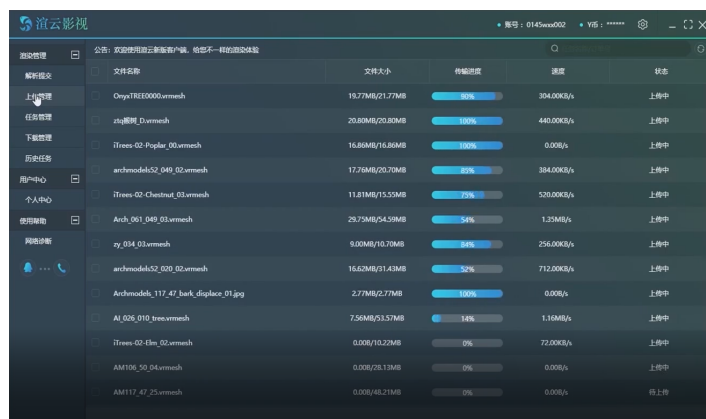 渲云影视
账号：0145wxx002 Y币：******
渲染管理
解析提交
上传管理
任务管理
下载管理
历史任务
用户中心
个人中心
使用帮助
网络诊断
公告：欢迎使用渲云新版客户端，给您不一样的渲染体验
文件名称 文件大小 传输进度 速度 状态
OnyxTREE0000.vrmesh 19.77MB/21.77MB 90% 304.00KB/s 上传中
ztq椴树_D.vrmesh 20.80MB/20.80MB 100% 440.00KB/s 上传中
iTrees-02-Poplar_00.vrmesh 16.86MB/16.86MB 100% 0.00B/s 上传中
archmodels52_049_02.vrmesh 17.76MB/20.70MB 85% 384.00KB/s 上传中
iTrees-02-Chestnut_03.vrmesh 11.81MB/15.55MB 75% 520.00KB/s 上传中
Arch_061_049_03.vrmesh 29.75MB/54.59MB 54% 1.35MB/s 上传中
zy_034_03.vrmesh 9.00MB/10.70MB 84% 256.00KB/s 上传中
archmodels52_020_02.vrmesh 16.62MB/31.43MB 52% 712.00KB/s 上传中
Archmodels_117_47_bark_displace_01.jpg 2.77MB/2.77MB 100% 0.00B/s 上传中
AI_026_010_tree.vrmesh 7.56MB/53.57MB 14% 1.16MB/s 上传中
iTrees-02-Elm_02.vrmesh 0.00B/10.22MB 0% 72.00KB/s 上传中
AM106_50_04.vrmesh 0.00B/28.13MB 0% 0.00B/s 上传中
AM117_47_25.vrmesh 0.00B/48.21MB 0% 0.00B/s 待上传